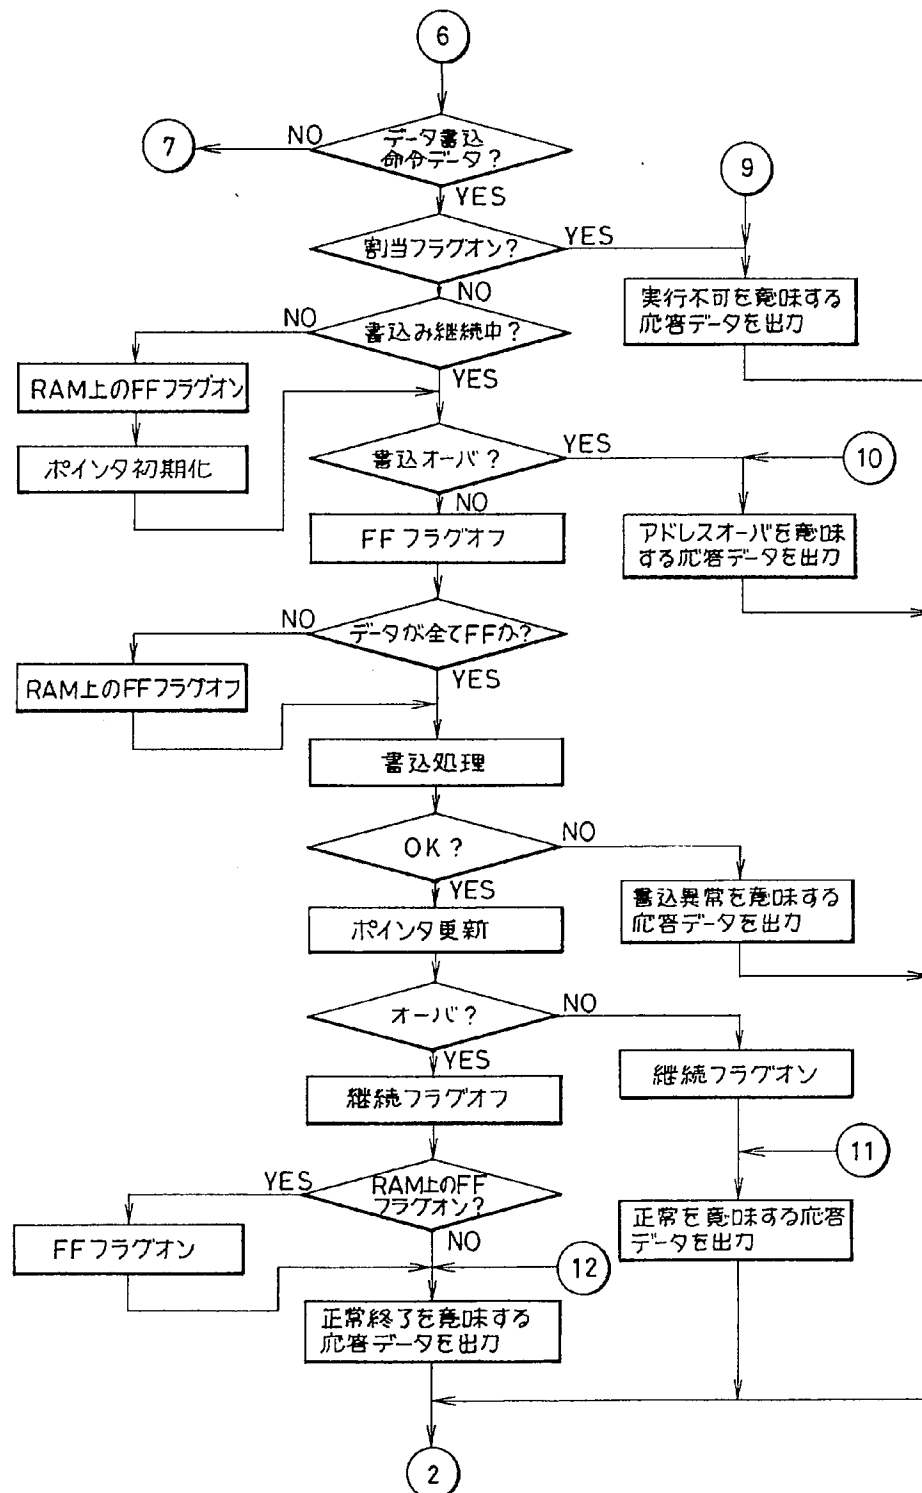 6
データ書込
命令データ?
NO
7
YES
9
割当フラグオン?
YES
NO
実行不可を意味する
応答データを出力
書込み継続中?
NO
YES
RAM上のFFフラグオン
ポインタ初期化
書込オーバ?
YES
10
NO
アドレスオーバを意味
する応答データを出力
FFフラグオフ
データが全てFFか?
NO
YES
RAM上のFFフラグオフ
書込処理
OK?
NO
YES
書込異常を意味する
応答データを出力
ポインタ更新
オーバ?
NO
YES
継続フラグオン
継続フラグオフ
11
RAM上のFF
フラグオン?
YES
NO
正常を意味する応答
データを出力
FFフラグオン
12
正常終了を意味する
応答データを出力
2